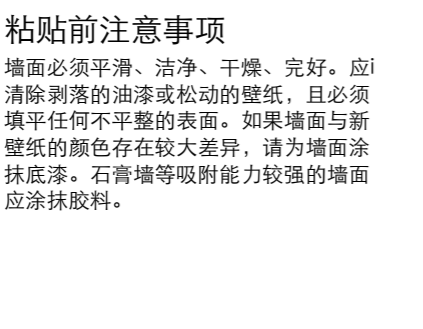 粘贴前注意事项
墙面必须平滑、洁净、干燥、完好。应i
清除剥落的油漆或松动的壁纸，且必须
填平任何不平整的表面。如果墙面与新
壁纸的颜色存在较大差异，请为墙面涂
抹底漆。石膏墙等吸附能力较强的墙面
应涂抹胶料。